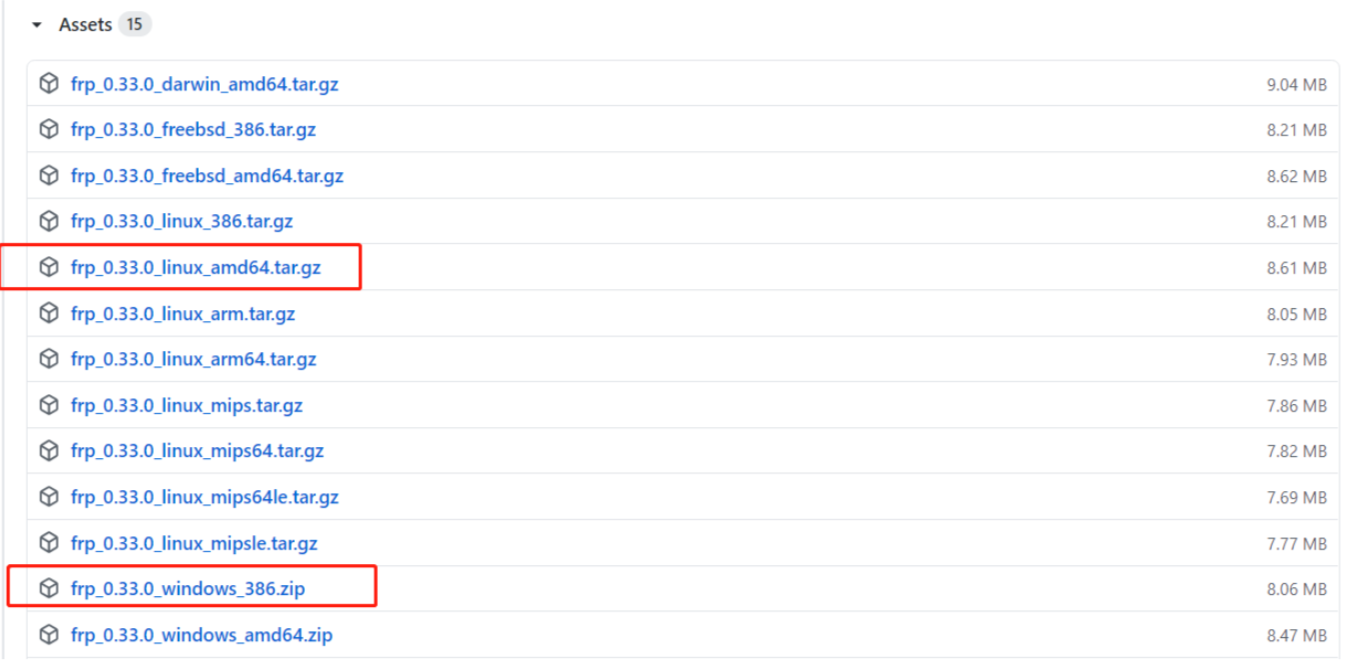 Assets 15
frp_0.33.0_darwin_amd64.tar.gz 9.04 MB
frp_0.33.0_freebsd_386.tar.gz 8.21 MB
frp_0.33.0_freebsd_amd64.tar.gz 8.62 MB
frp_0.33.0_linux_386.tar.gz 8.21 MB
frp_0.33.0_linux_amd64.tar.gz 8.61 MB
frp_0.33.0_linux_arm.tar.gz 8.05 MB
frp_0.33.0_linux_arm64.tar.gz 7.93 MB
frp_0.33.0_linux_mips.tar.gz 7.86 MB
frp_0.33.0_linux_mips64.tar.gz 7.82 MB
frp_0.33.0_linux_mips64le.tar.gz 7.69 MB
frp_0.33.0_linux_mipsle.tar.gz 7.77 MB
frp_0.33.0_windows_386.zip 8.06 MB
frp_0.33.0_windows_amd64.zip 8.47 MB